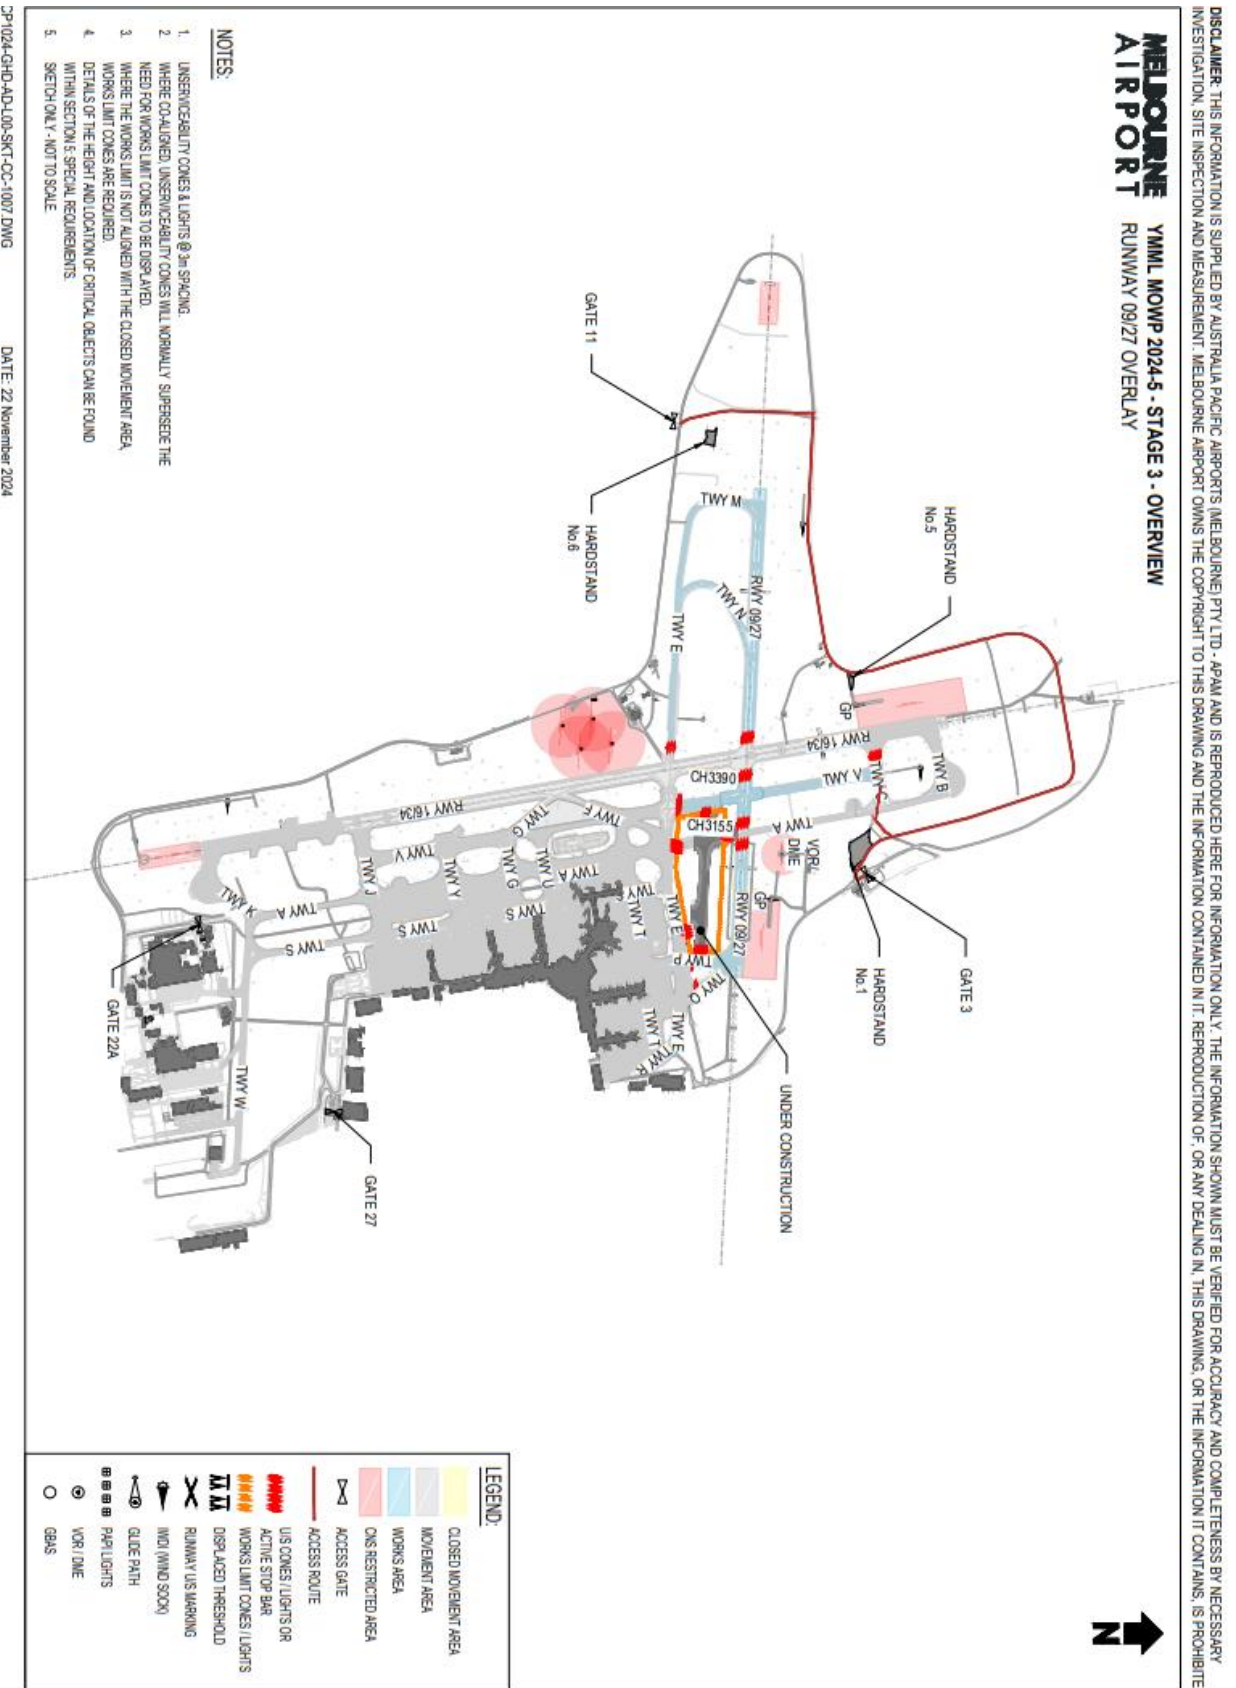 DISCLAIMER: THIS INFORMATION IS SUPPLIED BY AUSTRALIA PACIFIC AIRPORTS (MELBOURNE) PTY LTD - APAM AND IS REPRODUCED HERE FOR INFORMATION ONLY. THE INFORMATION SHOWN MUST BE VERIFIED FOR ACCURACY AND COMPLETENESS BY NECESSARY
INVESTIGATION, SITE INSPECTION AND MEASUREMENT. MELBOURNE AIRPORT OWNS THE COPYRIGHT TO THIS DRAWING AND THE INFORMATION CONTAINED IN IT. REPRODUCTION OF, OR ANY DEALING IN, THIS DRAWING, OR THE INFORMATION IT CONTAINS, IS PROHIBITE
MELBOURNE
AIRPORT
YMML MOWP 2024-5 - STAGE 3 - OVERVIEW
RUNWAY 09/27 OVERLAY
N
HARDSTAND
No.5
GATE 3
HARDSTAND
No.1
UNDER CONSTRUCTION
GATE 11
HARDSTAND
No.6
GATE 27
GATE 22A
TWY B
TWY C
TWY V
RWY 16/34
GP
TWY A
VOR/
DME
GP
TWY M
RWY 09/27
TWY N
TWY E
CH3390
CH3155
RWY 09/27
TWY E
TWY P
TWY Q
TWY T
TWY S
TWY E
TWY T
TWY R
TWY F
TWY G
TWY A
TWY U
TWY G
TWY S
RWY 16/34
TWY V
TWY Y
TWY S
TWY J
TWY A
TWY S
TWY K
TWY W
NOTES:
1. UNSERVICEABILITY CONES & LIGHTS @ 3m SPACING.
2. WHERE CO-ALIGNED, UNSERVICEABILITY CONES WILL NORMALLY SUPERSEDE THE
NEED FOR WORKS LIMIT CONES TO BE DISPLAYED.
3. WHERE THE WORKS LIMIT IS NOT ALIGNED WITH THE CLOSED MOVEMENT AREA,
WORKS LIMIT CONES ARE REQUIRED.
4. DETAILS OF THE HEIGHT AND LOCATION OF CRITICAL OBJECTS CAN BE FOUND
WITHIN SECTION 5: SPECIAL REQUIREMENTS.
5. SKETCH ONLY - NOT TO SCALE.
LEGEND:
CLOSED MOVEMENT AREA
MOVEMENT AREA
WORKS AREA
CNS RESTRICTED AREA
ACCESS GATE
ACCESS ROUTE
U/S CONES / LIGHTS OR
ACTIVE STOP BAR
WORKS LIMIT CONES / LIGHTS
DISPLACED THRESHOLD
RUNWAY U/S MARKING
IWDI (WIND SOCK)
GLIDE PATH
PAPI LIGHTS
VOR / DME
GBAS
CP1024-GHD-AD-L00-SKT-CC-1007.DWG
DATE: 22 November 2024